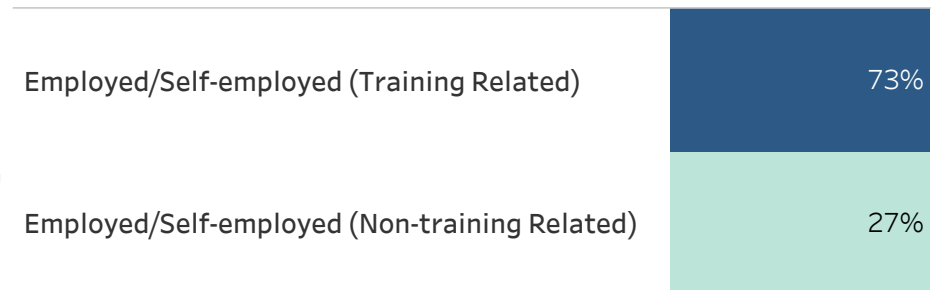 Employed/Self-employed (Training Related) 73%
Employed/Self-employed (Non-training Related) 27%